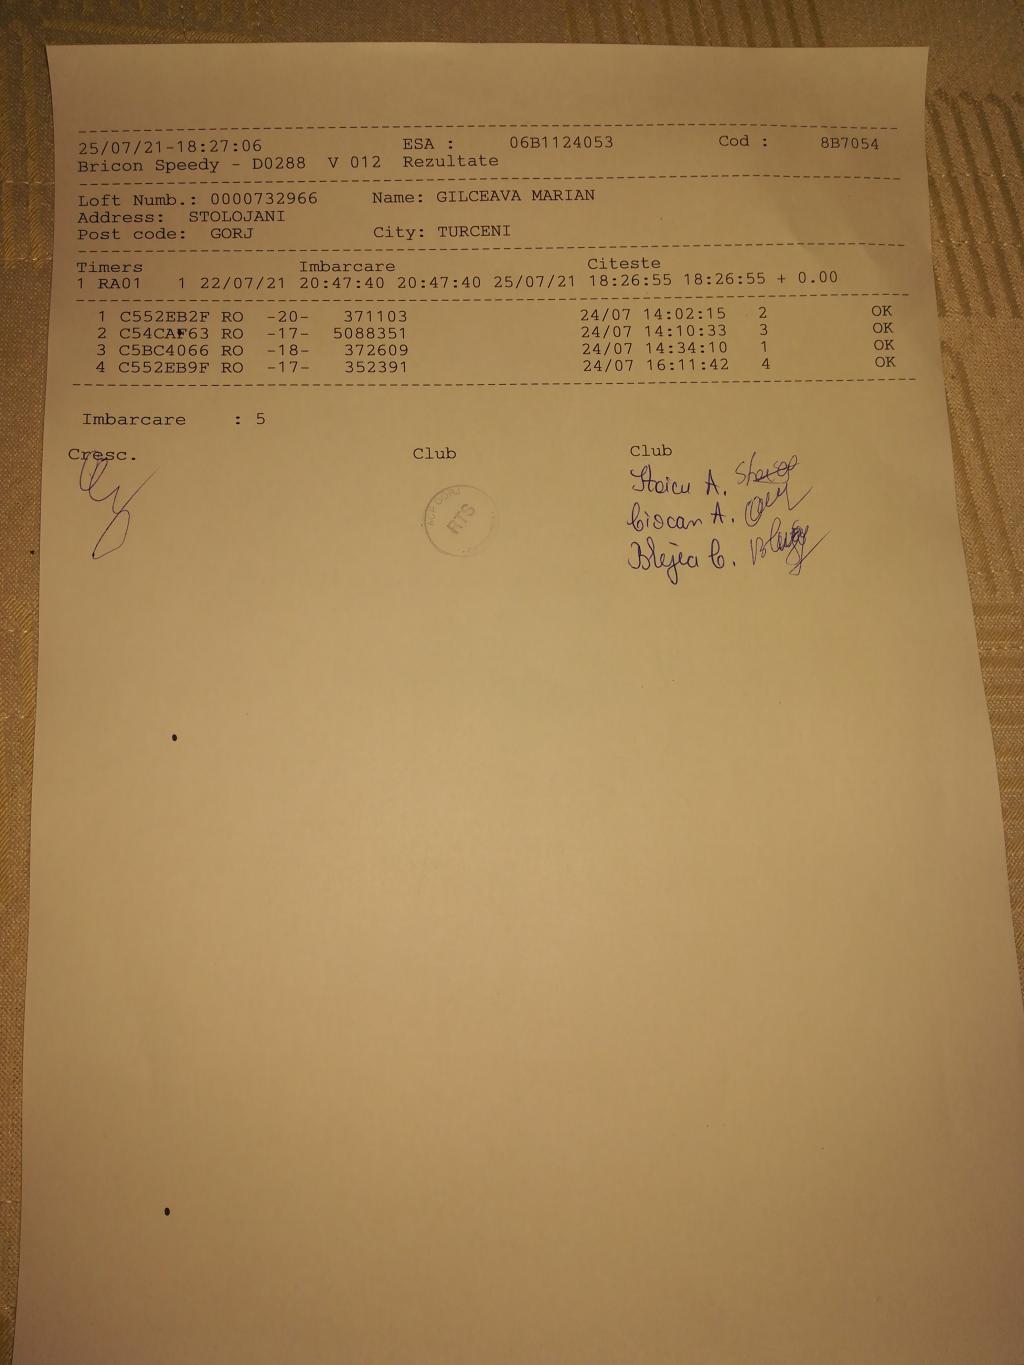 25/07/21-18:27:06 ESA : 06B1124053 Cod : 8B7054
Bricon Speedy - D0288 V 012 Rezultate
Loft Numb.: 0000732966 Name: GILCEAVA MARIAN
Address: STOLOJANI
Post code: GORJ City: TURCENI
Timers Imbarcare Citeste
1 RA01 1 22/07/21 20:47:40 20:47:40 25/07/21 18:26:55 18:26:55 + 0.00
1 C552EB2F RO -20- 371103 24/07 14:02:15 2 OK
2 C54CAF63 RO -17- 5088351 24/07 14:10:33 3 OK
3 C5BC4066 RO -18- 372609 24/07 14:34:10 1 OK
4 C552EB9F RO -17- 352391 24/07 16:11:42 4 OK
Imbarcare : 5
Cresc. Club Club
Stoicu A.
Ciocan A.
Blejea C.
GORJ
RTS